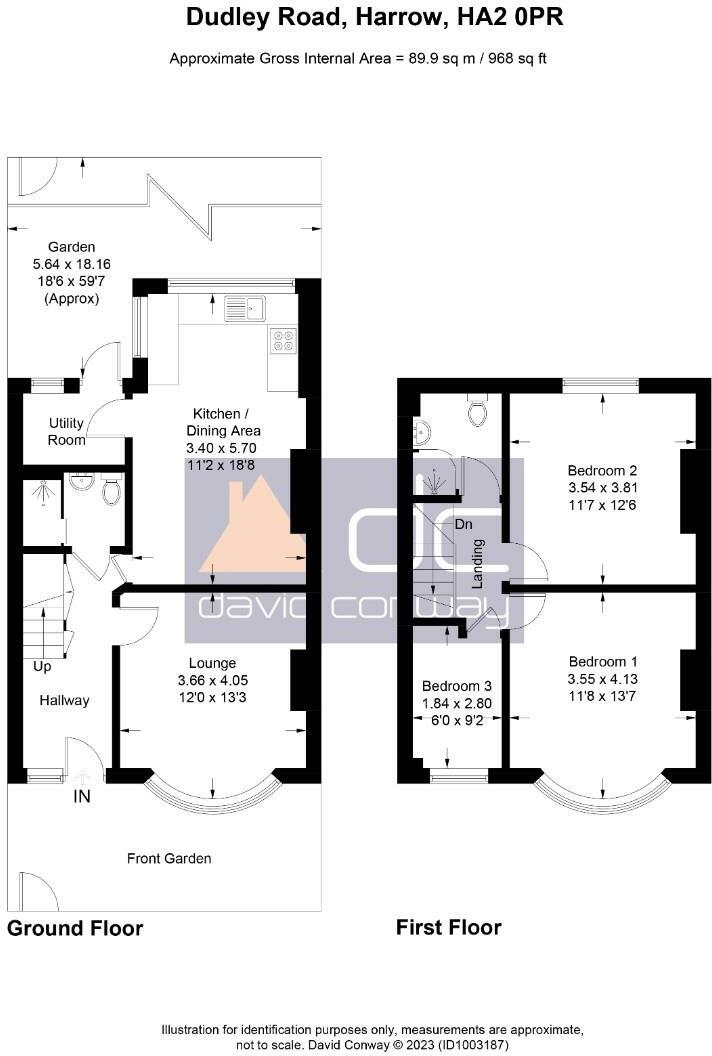 Dudley Road, Harrow, HA2 0PR
Approximate Gross Internal Area = 89.9 sq m / 968 sq ft
Garden
5.64 x 18.16
18'6 x 59'7
(Approx)
Utility
Room
Kitchen /
Dining Area
3.40 x 5.70
11'2 x 18'8
Up
Hallway
Lounge
3.66 x 4.05
12'0 x 13'3
IN
Front Garden
Ground Floor
Bedroom 2
3.54 x 3.81
11'7 x 12'6
Dn
Landing
Bedroom 1
3.55 x 4.13
11'8 x 13'7
Bedroom 3
1.84 x 2.80
6'0 x 9'2
First Floor
dc
david conway
Illustration for identification purposes only, measurements are approximate,
not to scale. David Conway © 2023 (ID1003187)